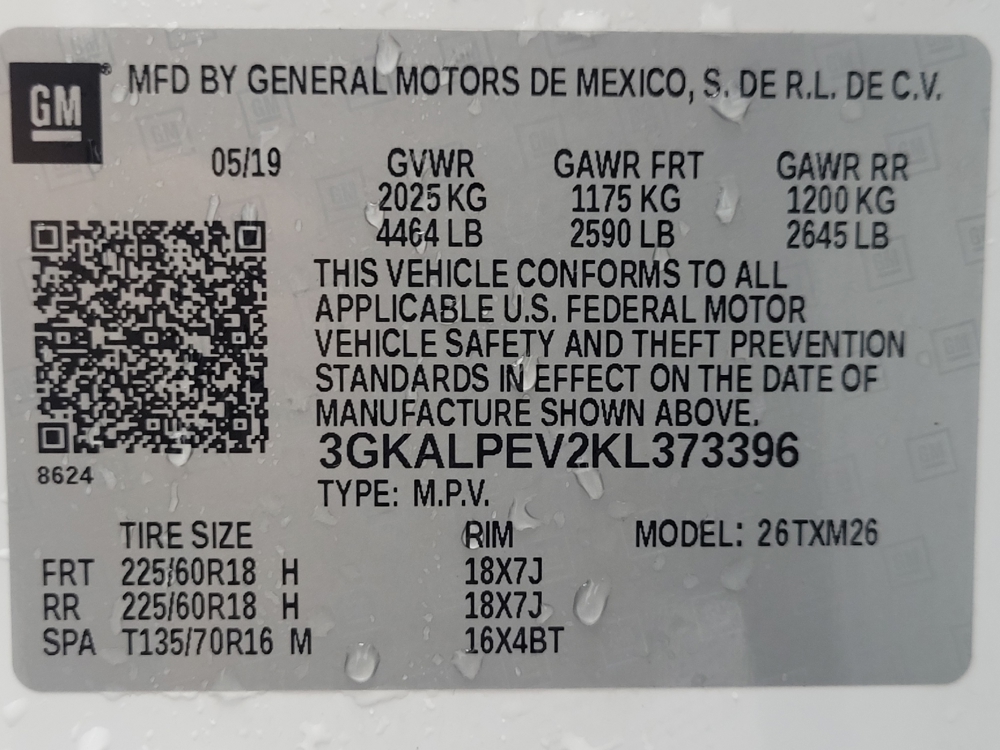 GM® MFD BY GENERAL MOTORS DE MEXICO, S. DE R.L. DE C.V.
05/19 GVWR GAWR FRT GAWR RR
2025 KG 1175 KG 1200 KG
4464 LB 2590 LB 2645 LB
THIS VEHICLE CONFORMS TO ALL
APPLICABLE U.S. FEDERAL MOTOR
VEHICLE SAFETY AND THEFT PREVENTION
STANDARDS IN EFFECT ON THE DATE OF
MANUFACTURE SHOWN ABOVE.
3GKALPEV2KL373396
8624
TYPE: M.P.V.
TIRE SIZE RIM MODEL: 26TXM26
FRT 225/60R18 H 18X7J
RR 225/60R18 H 18X7J
SPA T135/70R16 M 16X4BT